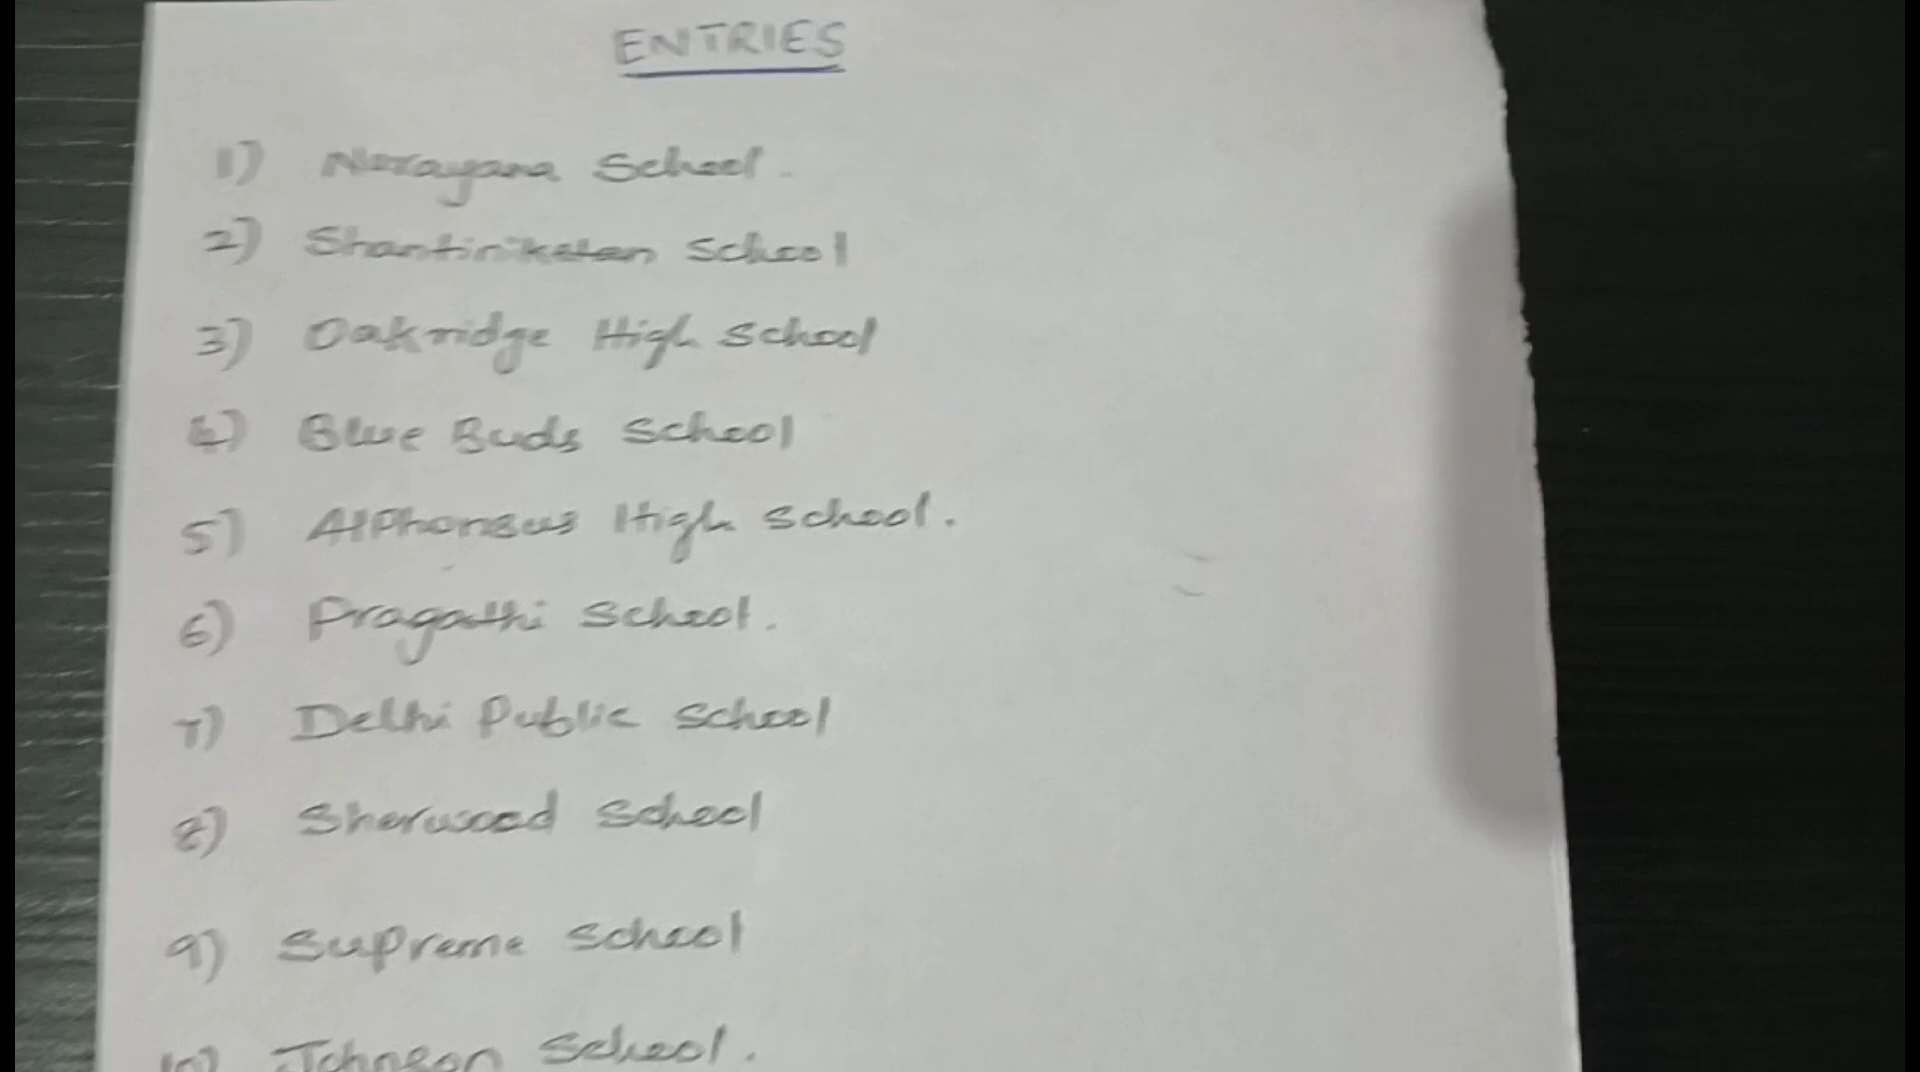 ENTRIES
1) Narayana School.
2) Shantiniketan School
3) Oakridge High School
4) Blue Buds School
5) Alphonsus High School.
6) Pragathi School.
7) Delhi Public School
8) Sherwood School
9) Supreme School
10) Johnson School.